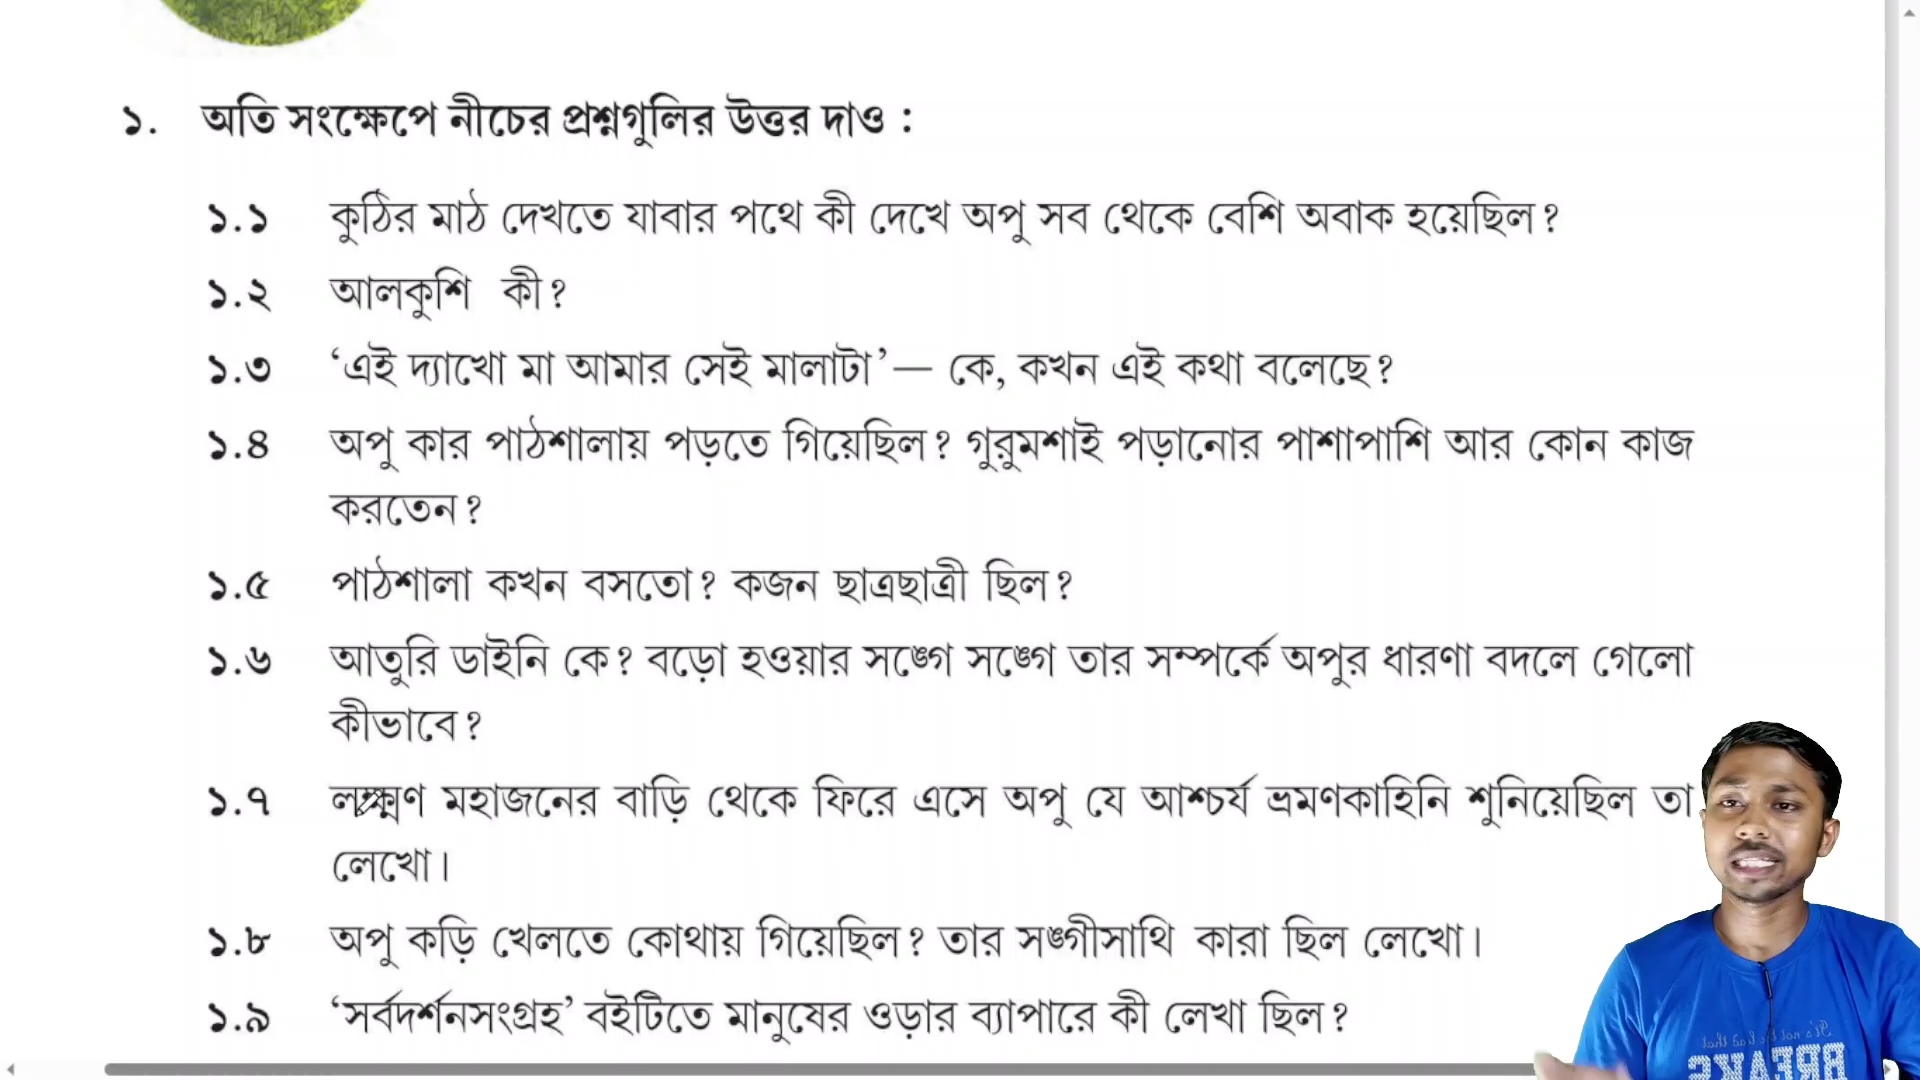 ১. অতি সংক্ষেপে নীচের প্রশ্নগুলির উত্তর দাও :
১.১ কুঠির মাঠ দেখতে যাবার পথে কী দেখে অপু সব থেকে বেশি অবাক হয়েছিল?
১.২ আলকুশি কী?
১.৩ ‘এই দ্যাখো মা আমার সেই মালাটা’— কে, কখন এই কথা বলেছে?
১.৪ অপু কার পাঠশালায় পড়তে গিয়েছিল? গুরুমশাই পড়ানোর পাশাপাশি আর কোন কাজ
করতেন?
১.৫ পাঠশালা কখন বসতো? কজন ছাত্রছাত্রী ছিল?
১.৬ আতুরি ডাইনি কে? বড়ো হওয়ার সঙ্গে সঙ্গে তার সম্পর্কে অপুর ধারণা বদলে গেলো
কীভাবে?
১.৭ লক্ষ্মণ মহাজনের বাড়ি থেকে ফিরে এসে অপু যে আশ্চর্য ভ্রমণকাহিনি শুনিয়েছিল তা
লেখো।
১.৮ অপু কড়ি খেলতে কোথায় গিয়েছিল? তার সঙ্গীসাথি কারা ছিল লেখো।
১.৯ ‘সর্বদর্শনসংগ্রহ’ বইটিতে মানুষের ওড়ার ব্যাপারে কী লেখা ছিল?